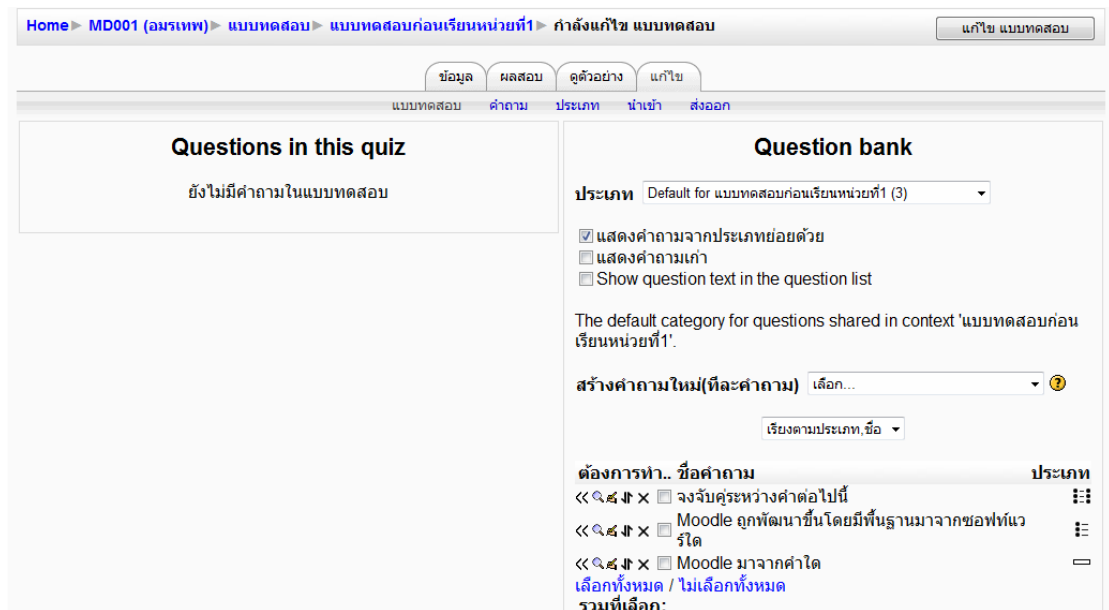 Home► MD001 (อมรเทพ)► แบบทดสอบ► แบบทดสอบก่อนเรียนหน่วยที่1► กำลังแก้ไข แบบทดสอบ
แก้ไข แบบทดสอบ
ข้อมูล ผลสอบ ดูตัวอย่าง แก้ไข
แบบทดสอบ คำถาม ประเภท นำเข้า ส่งออก
Questions in this quiz
ยังไม่มีคำถามในแบบทดสอบ
Question bank
ประเภท Default for แบบทดสอบก่อนเรียนหน่วยที่1 (3)
แสดงคำถามจากประเภทย่อยด้วย
แสดงคำถามเก่า
Show question text in the question list
The default category for questions shared in context 'แบบทดสอบก่อน
เรียนหน่วยที่1'.
สร้างคำถามใหม่(ทีละคำถาม) เลือก...
เรียงตามประเภท,ชื่อ
ต้องการทำ.. ชื่อคำถาม ประเภท
จงจับคู่ระหว่างคำต่อไปนี้
Moodle ถูกพัฒนาขึ้นโดยมีพื้นฐานมาจากซอฟท์แว
ร์ใด
Moodle มาจากคำใด
เลือกทั้งหมด / ไม่เลือกทั้งหมด
รวมที่เลือก: